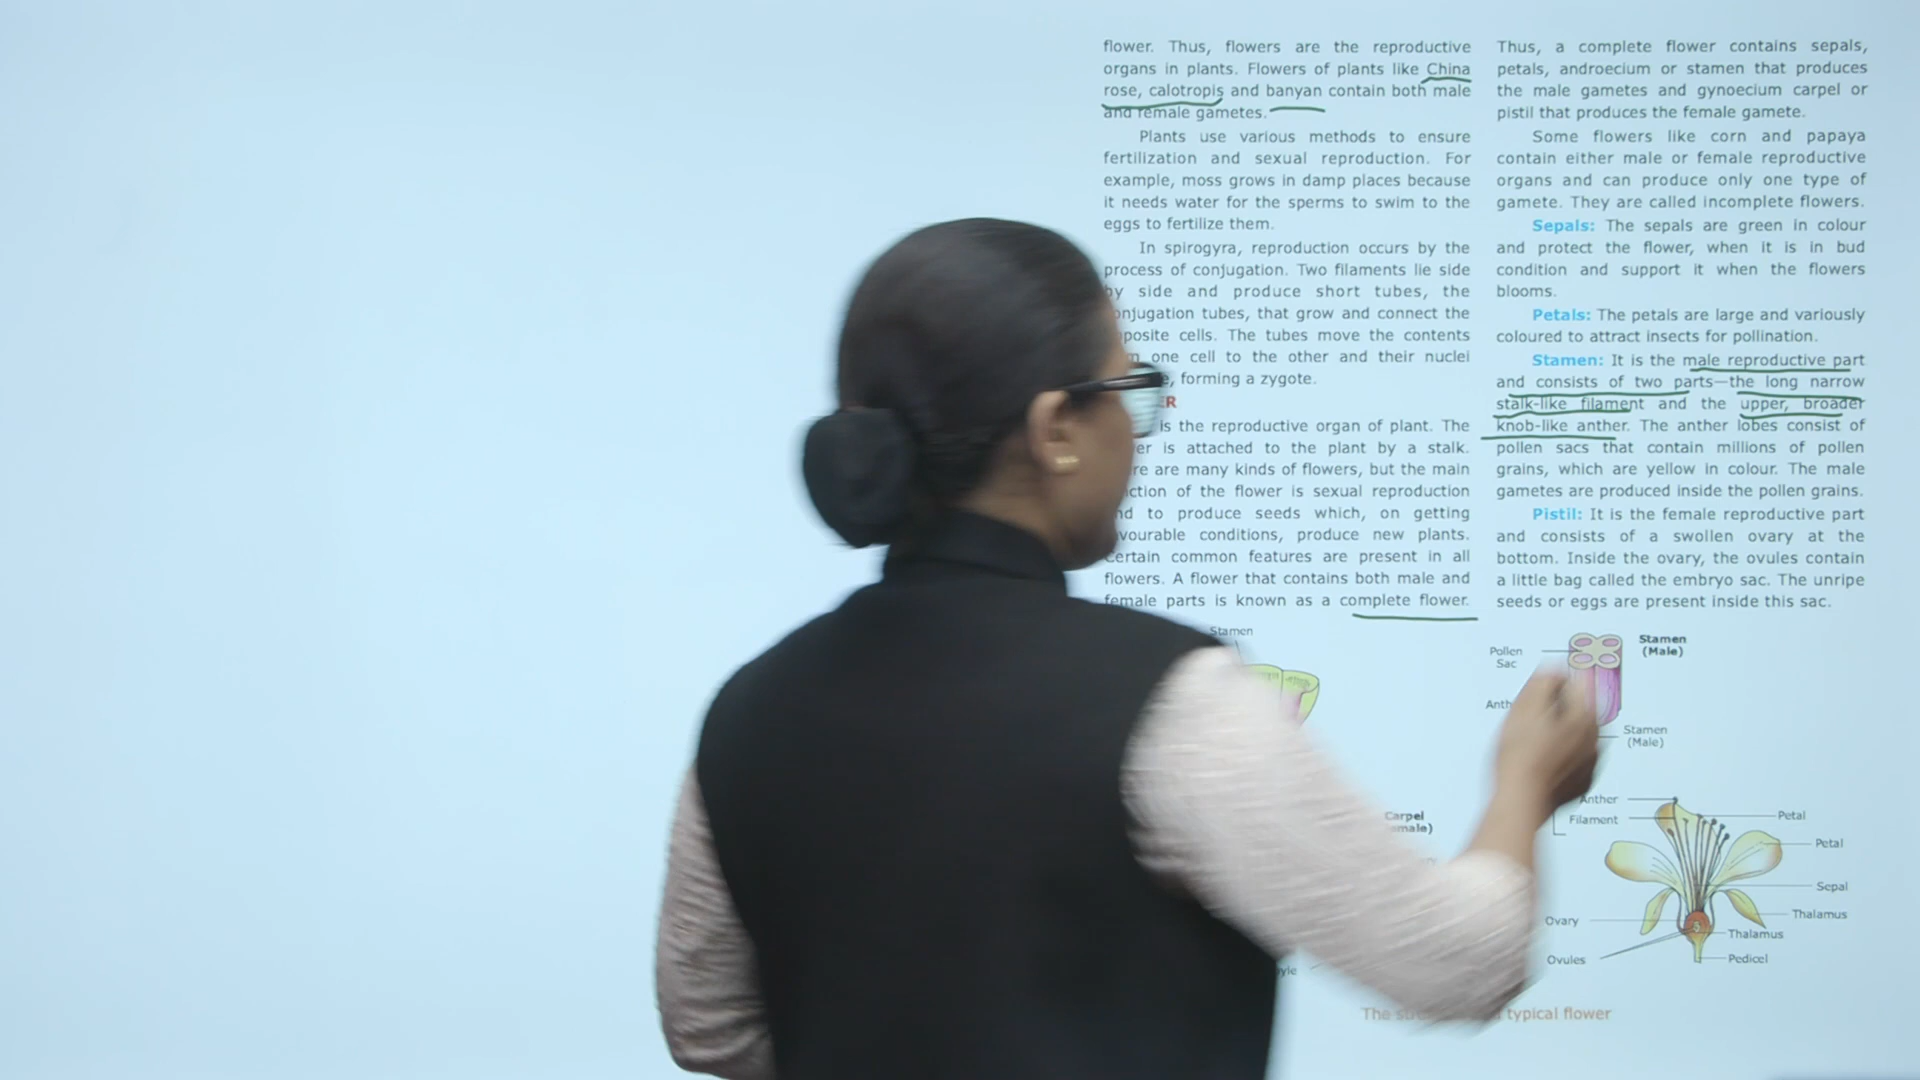 flower. Thus, flowers are the reproductive
organs in plants. Flowers of plants like China
rose, calotropis and banyan contain both male
and female gametes.
Plants use various methods to ensure
fertilization and sexual reproduction. For
example, moss grows in damp places because
it needs water for the sperms to swim to the
eggs to fertilize them.
In spirogyra, reproduction occurs by the
process of conjugation. Two filaments lie side
by side and produce short tubes, the
onjugation tubes, that grow and connect the
posite cells. The tubes move the contents
one cell to the other and their nuclei
e, forming a zygote.
ER
is the reproductive organ of plant. The
er is attached to the plant by a stalk.
re are many kinds of flowers, but the main
ction of the flower is sexual reproduction
nd to produce seeds which, on getting
avourable conditions, produce new plants.
Certain common features are present in all
flowers. A flower that contains both male and
female parts is known as a complete flower.
Thus, a complete flower contains sepals,
petals, androecium or stamen that produces
the male gametes and gynoecium carpel or
pistil that produces the female gamete.
Some flowers like corn and papaya
contain either male or female reproductive
organs and can produce only one type of
gamete. They are called incomplete flowers.
Sepals: The sepals are green in colour
and protect the flower, when it is in bud
condition and support it when the flowers
blooms.
Petals: The petals are large and variously
coloured to attract insects for pollination.
Stamen: It is the male reproductive part
and consists of two parts—the long narrow
stalk-like filament and the upper, broader
knob-like anther. The anther lobes consist of
pollen sacs that contain millions of pollen
grains, which are yellow in colour. The male
gametes are produced inside the pollen grains.
Pistil: It is the female reproductive part
and consists of a swollen ovary at the
bottom. Inside the ovary, the ovules contain
a little bag called the embryo sac. The unripe
seeds or eggs are present inside this sac.
Stamen
Pollen
Sac
Stamen
(Male)
Anth
Stamen
(Male)
Carpel
male)
yle
Anther
Filament
Petal
Petal
Sepal
Thalamus
Thalamus
Pedicel
Ovary
Ovules
The typical flower